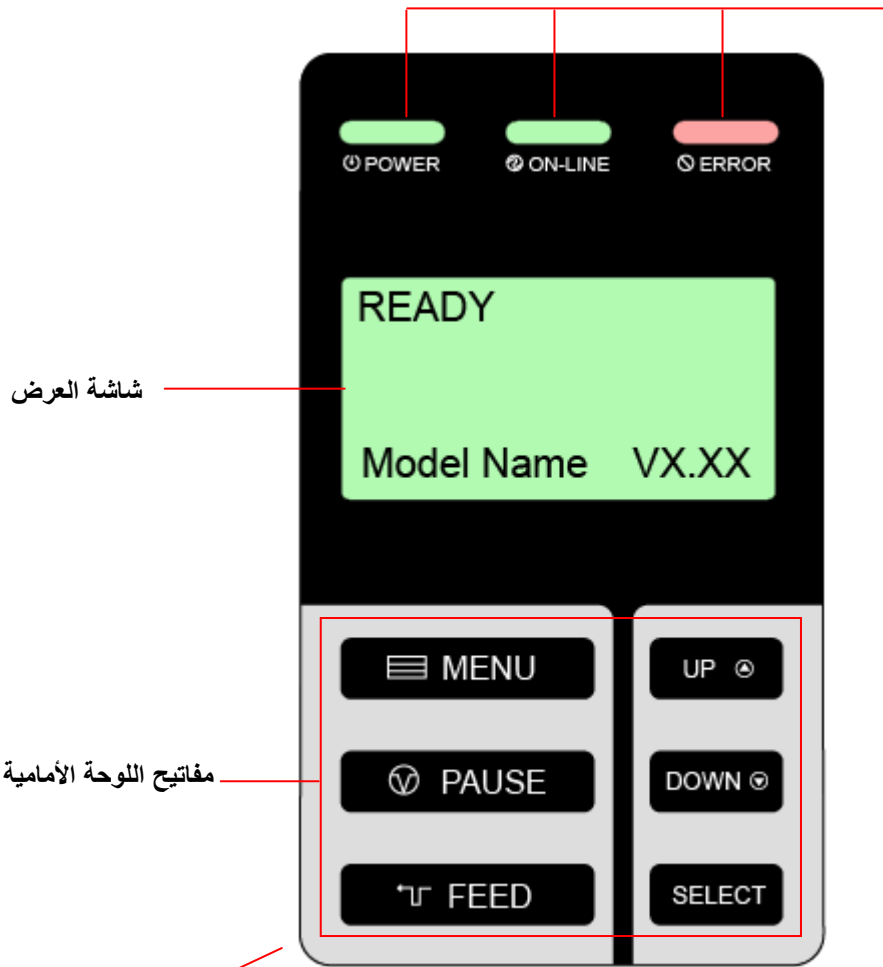 POWER ON-LINE ERROR
READY
شاشة العرض
Model Name VX.XX
MENU UP
مفاتيح اللوحة الأمامية
PAUSE DOWN
FEED SELECT